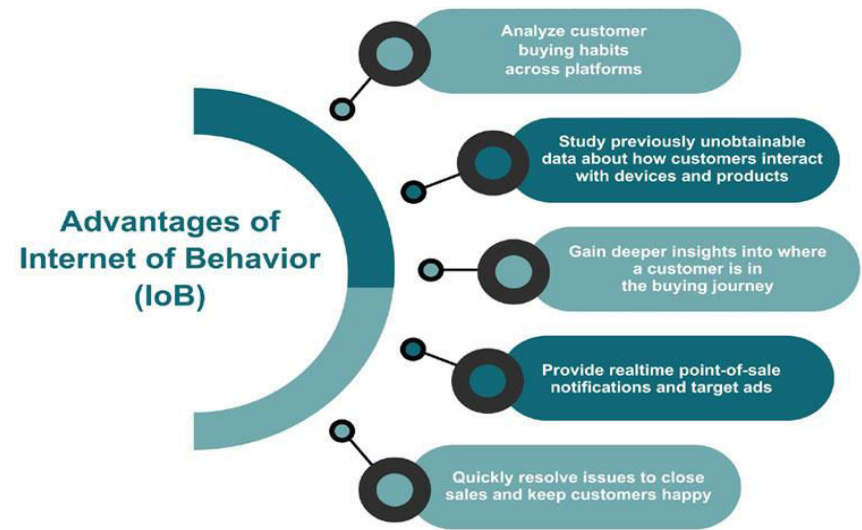 Advantages of
Internet of Behavior
(IoB)
Analyze customer
buying habits
across platforms
Study previously unobtainable
data about how customers interact
with devices and products
Gain deeper insights into where
a customer is in
the buying journey
Provide realtime point-of-sale
notifications and target ads
Quickly resolve issues to close
sales and keep customers happy